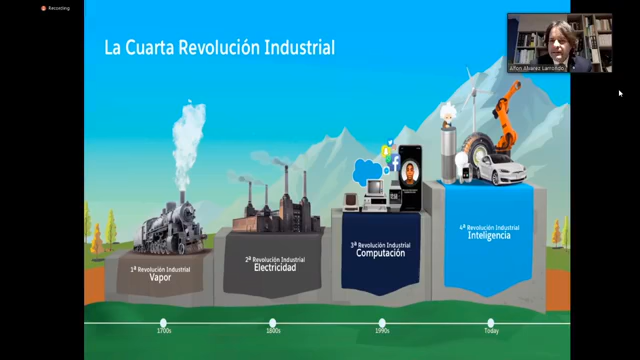 Recording
La Cuarta Revolución Industrial
1ª Revolución Industrial
Vapor
2ª Revolución Industrial
Electricidad
3ª Revolución Industrial
Computación
4ª Revolución Industrial
Inteligencia
1700s
1800s
1990s
Today